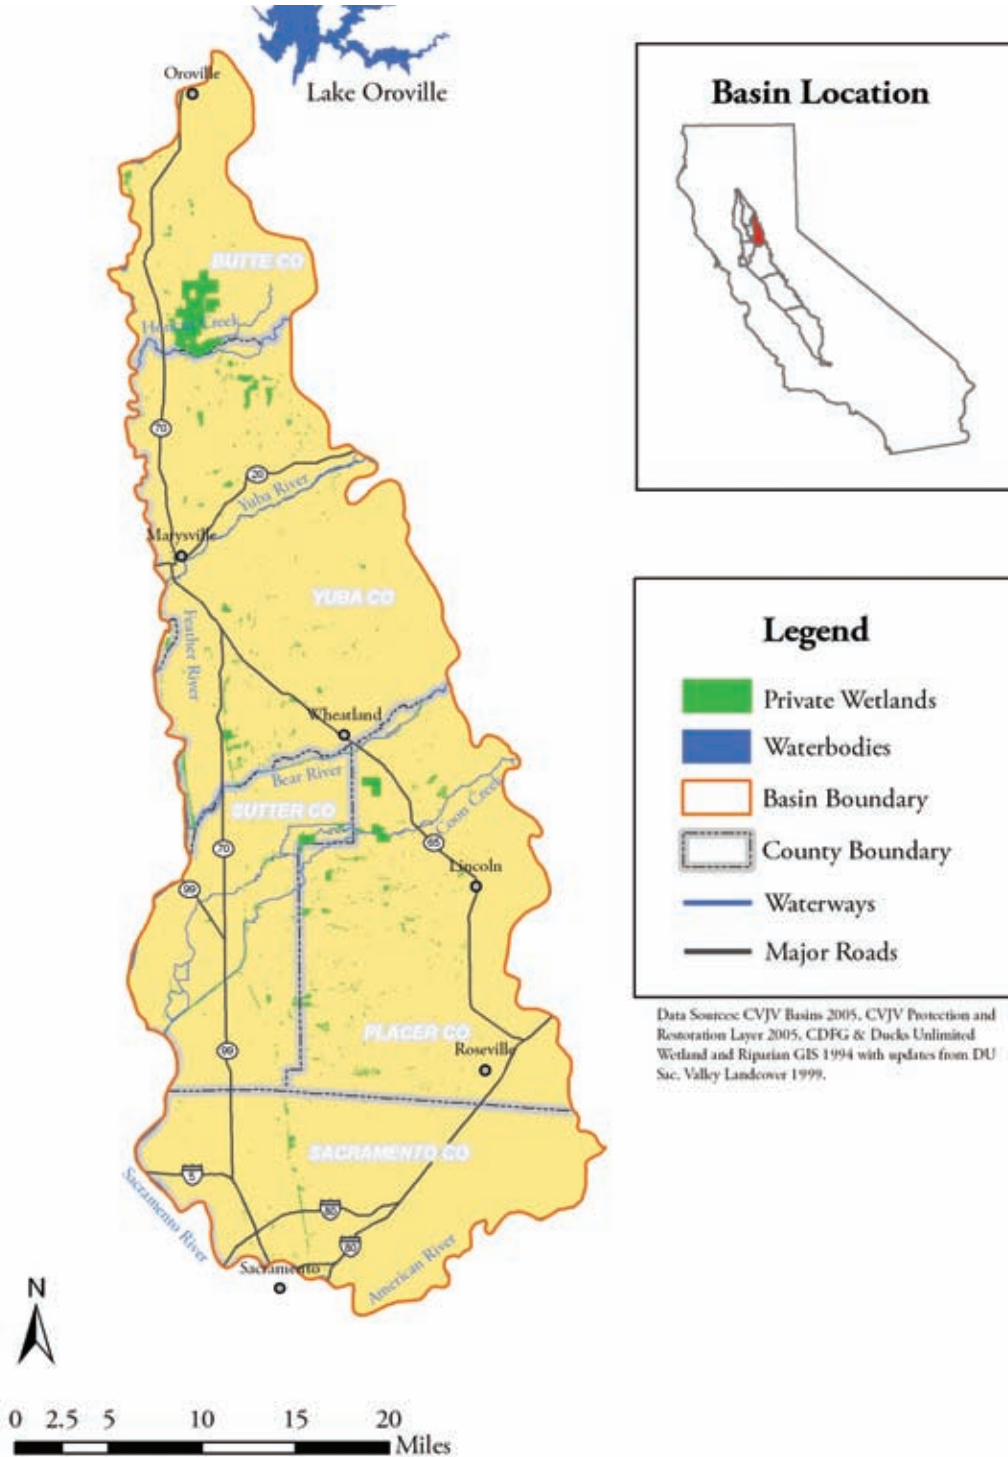 Oroville
Lake Oroville
BUTTE CO
Honcut Creek
70
20
Yuba River
Marysville
YUBA CO
Feather River
Wheatland
Bear River
SUTTER CO
Coon Creek
70
65
Lincoln
99
PLACER CO
99
Roseville
SACRAMENTO CO
5
Sacramento River
80
80
American River
Sacramento
N
0 2.5 5 10 15 20
Miles
Basin Location
Legend
Private Wetlands
Waterbodies
Basin Boundary
County Boundary
Waterways
Major Roads
Data Sources: CVJV Basins 2005, CVJV Protection and
Restoration Layer 2005, CDFG & Ducks Unlimited
Wetland and Riparian GIS 1994 with updates from DU
Sac. Valley Landcover 1999.